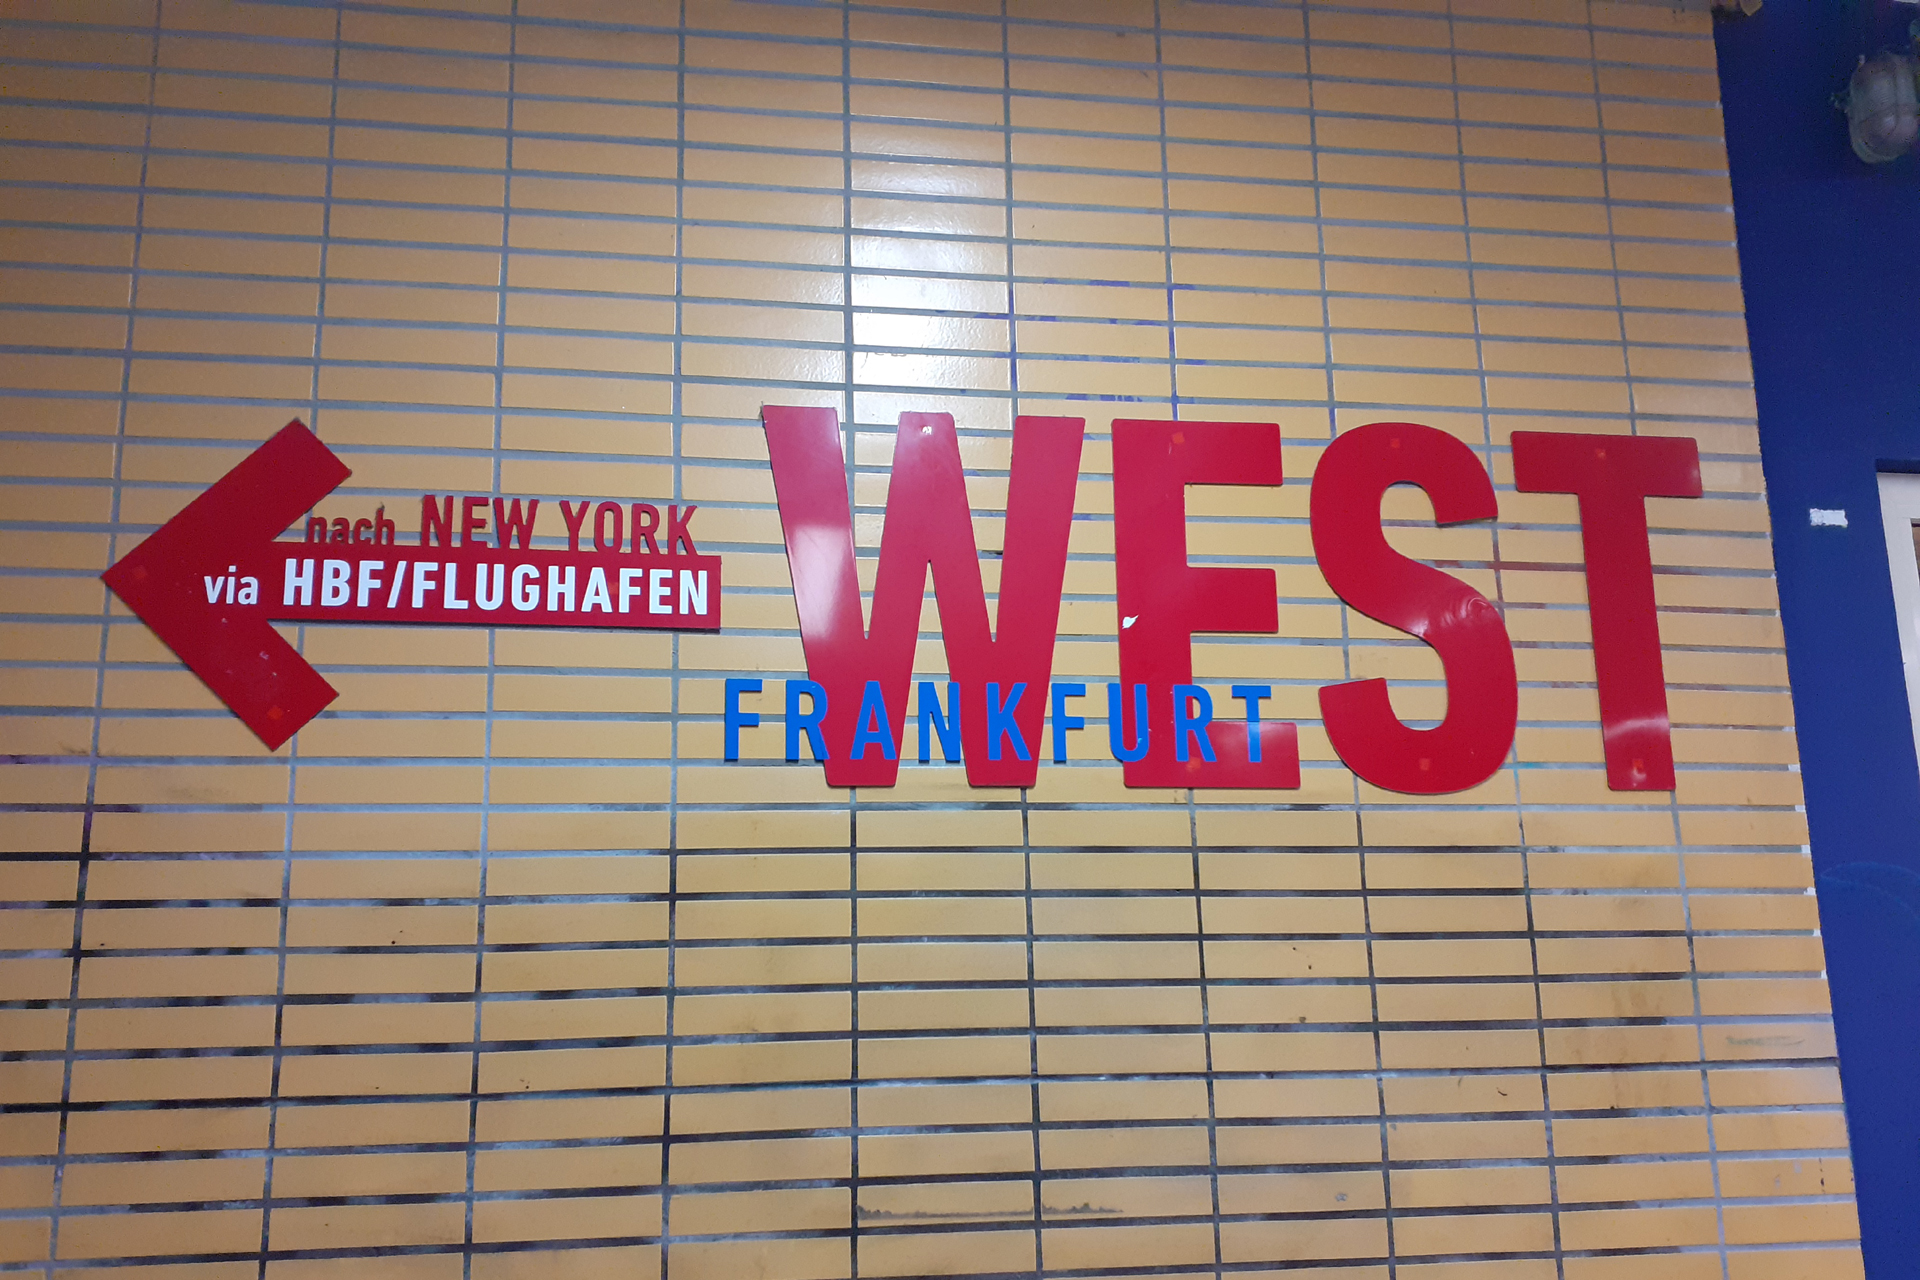 nach NEW YORK
via HBF/FLUGHAFEN
WEST
FRANKFURT